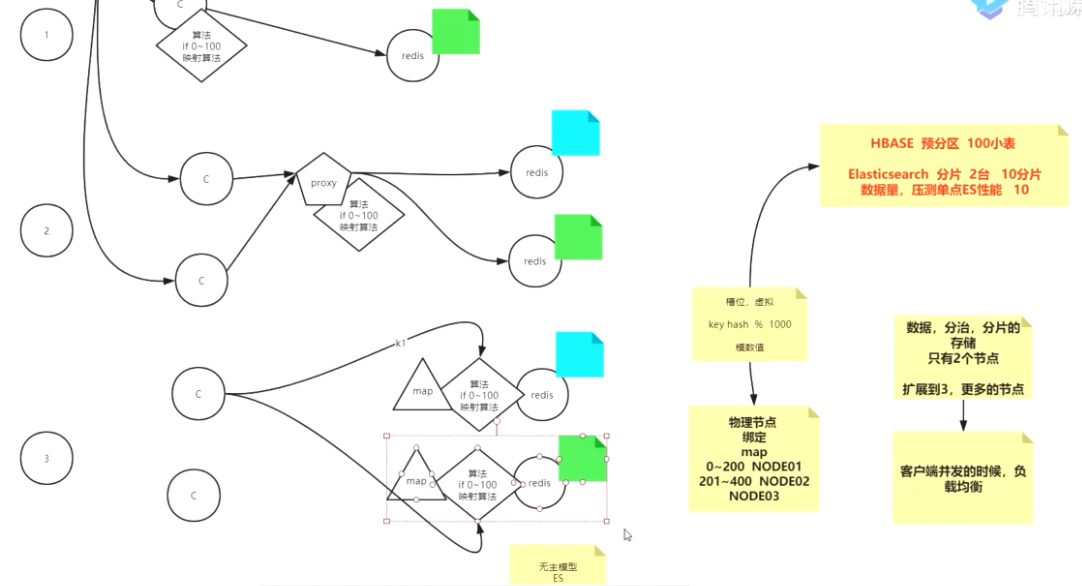 腾讯课
C
1
算法
if 0~100
映射算法
redis
C
proxy
算法
if 0~100
映射算法
redis
2
redis
C
HBASE 预分区 100小表
Elasticsearch 分片 2台 10分片
数据量，压测单点ES性能 10
槽位，虚拟
key hash % 1000
模数值
数据，分治，分片的
存储
只有2个节点
扩展到3，更多的节点
k1
C
map
算法
if 0~100
映射算法
redis
物理节点
绑定
map
0~200 NODE01
201~400 NODE02
NODE03
客户端并发的时候，负
载均衡
3
C
map
算法
if 0~100
映射算法
redis
无主模型
ES